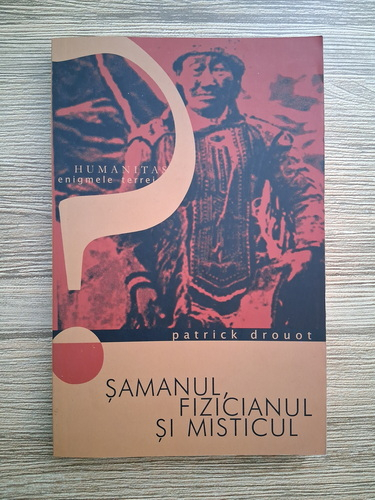 HUMANITAS
enigmele terrei
patrick drouot
ȘAMANUL,
FIZICIANUL
ȘI MISTICUL